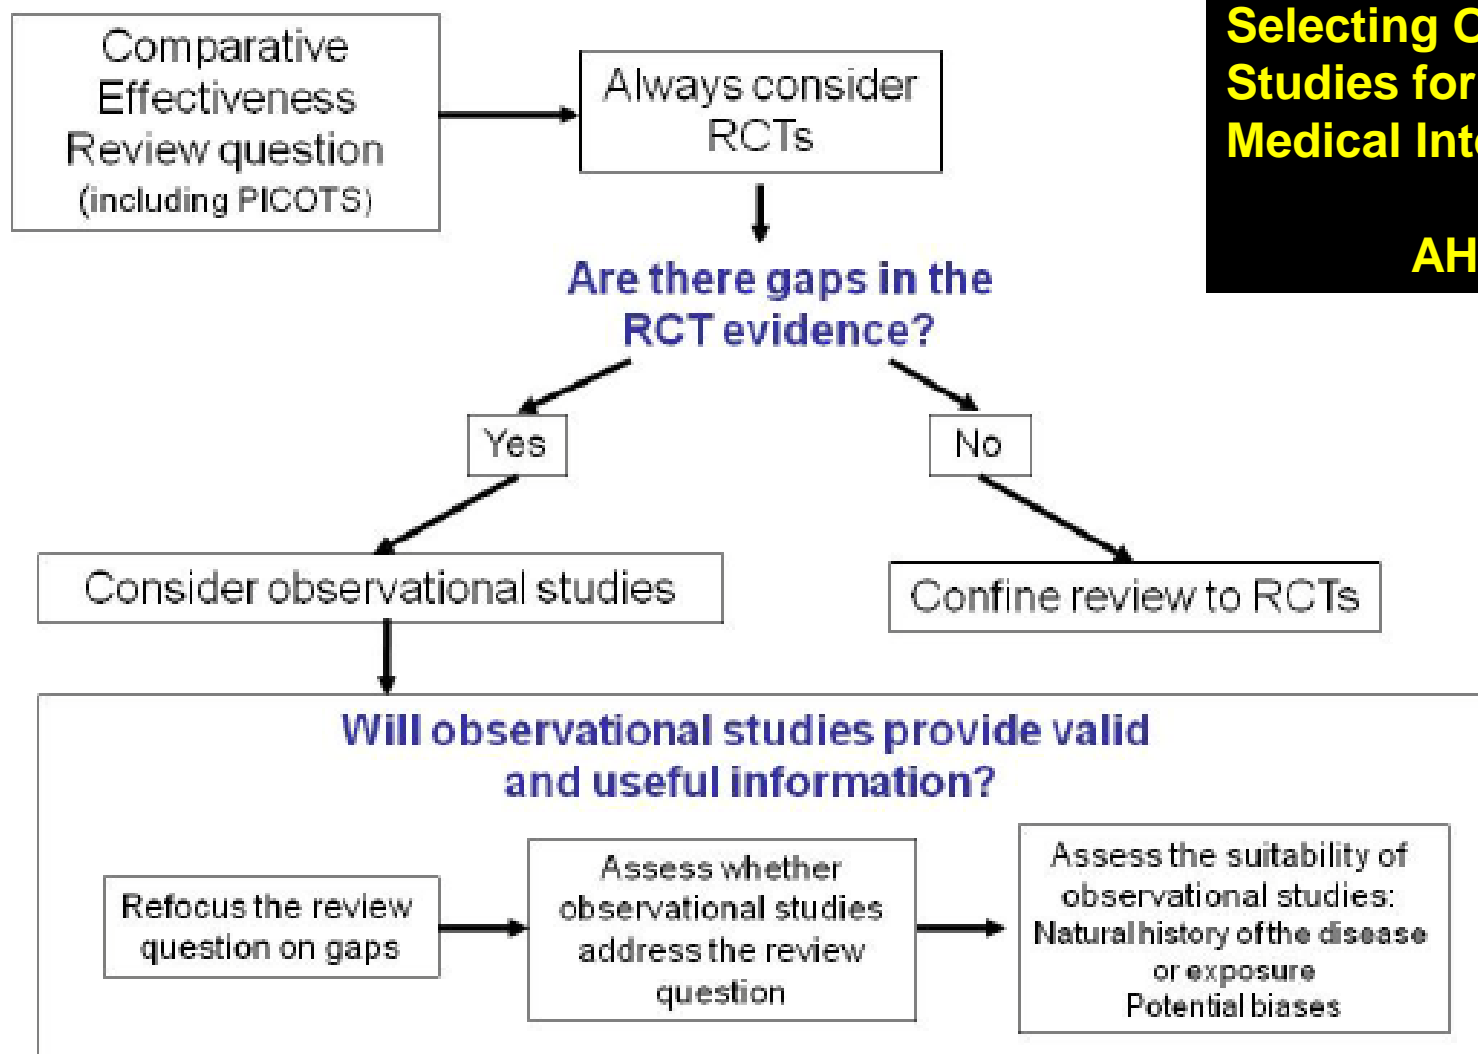 Comparative
Effectiveness
Review question
(including PICOTS)
Always consider
RCTs
Selecting
Studies for
Medical
Are there gaps in the
RCT evidence?
Yes
No
Consider observational studies
Confine review to RCTs
Will observational studies provide valid
and useful information?
Refocus the review
question on gaps
Assess whether
observational studies
address the review
question
Assess the suitability of
observational studies:
Natural history of the disease
or exposure
Potential biases